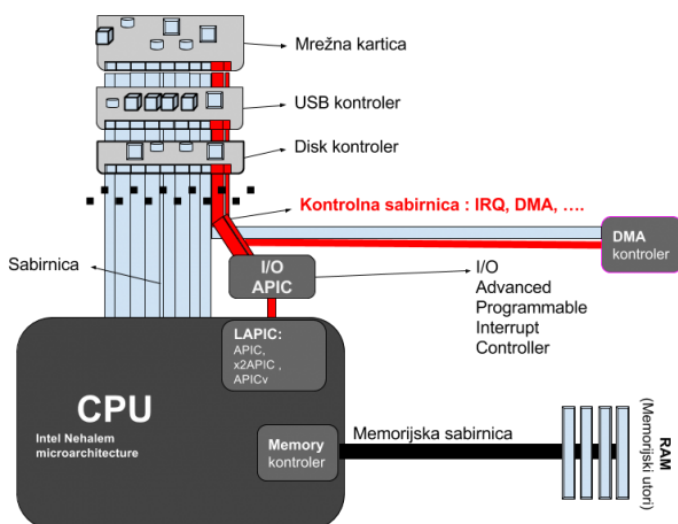 Mrežna kartica
USB kontroler
Disk kontroler
Kontrolna sabirnica : IRQ, DMA, ....
DMA
kontroler
Sabirnica
I/O
APIC
I/O
Advanced
Programmable
Interrupt
Controller
LAPIC:
APIC,
x2APIC ,
APICv
CPU
Intel Nehalem
microarchitecture
Memory
kontroler
Memorijska sabirnica
RAM
(Memorijski utori)